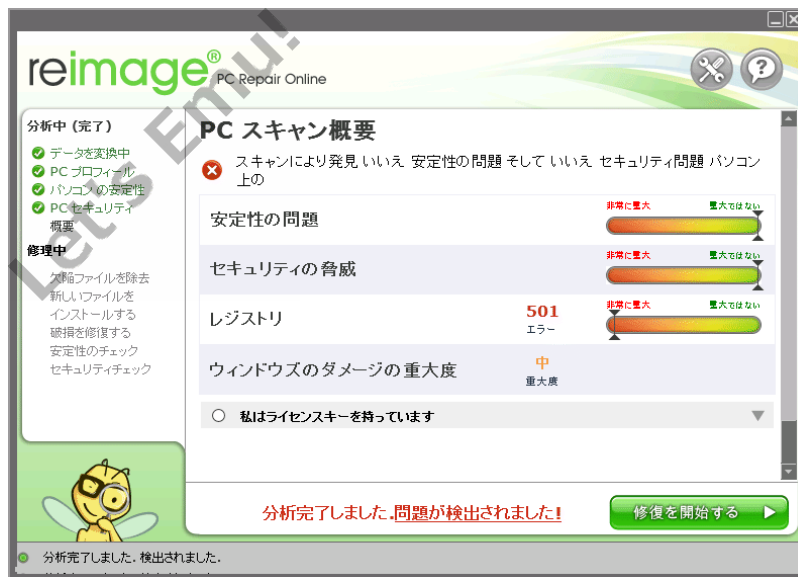 reimage®
PC Repair Online
Let's Emu!
分析中 (完了)
データを変換中
PC プロフィール
パソコン の安定性
PC セキュリティ
概要
修理中
欠陥ファイルを除去
新しいファイルを
インストールする
破損を修復する
安定性のチェック
セキュリティチェック
PC スキャン概要
スキャンにより発見 いいえ 安定性の問題 そして いいえ セキュリティ問題 パソコン
上の
安定性の問題
非常に重大 重大ではない
セキュリティの脅威
非常に重大 重大ではない
レジストリ
501
エラー
非常に重大 重大ではない
ウィンドウズのダメージの重大度
中
重大度
私はライセンスキーを持っています
分析完了しました.問題が検出されました!
修復を開始する
分析完了しました. 検出されました.